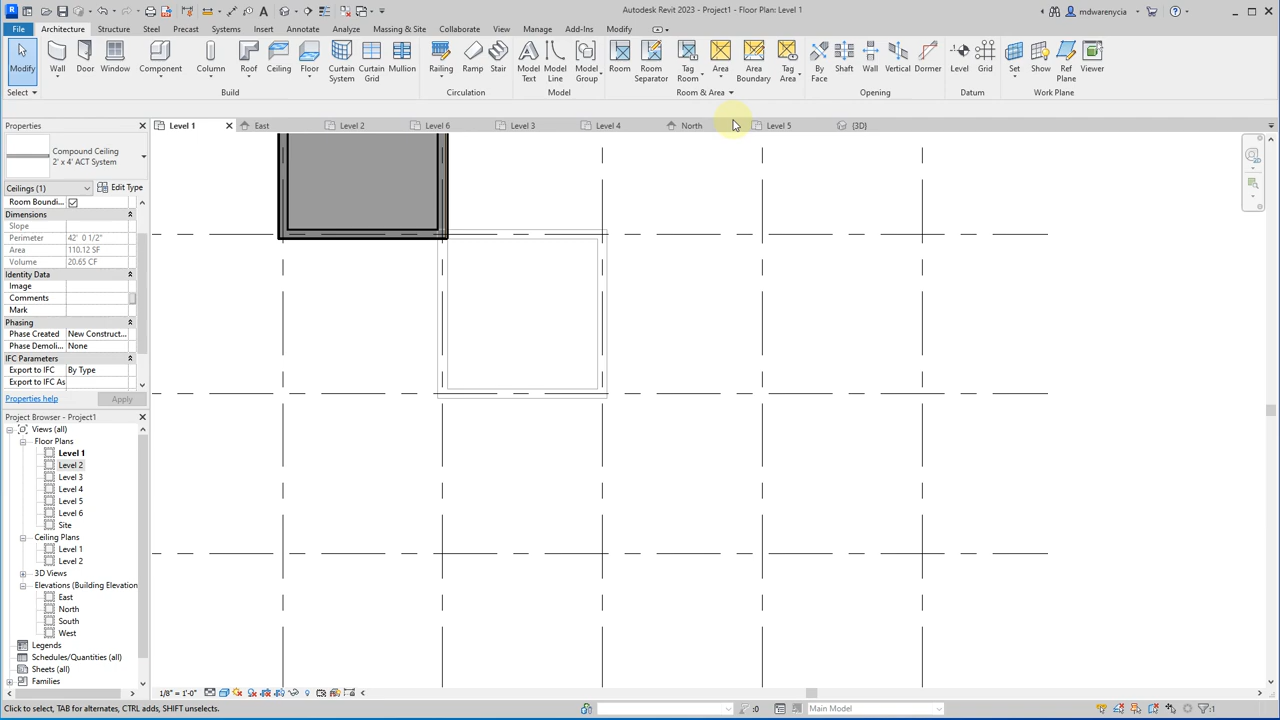 Autodesk Revit 2023 - Project1 - Floor Plan: Level 1
mdwarenycia
File Architecture Structure Steel Precast Systems Insert Annotate Analyze Massing & Site Collaborate View Manage Add-Ins Modify
Modify Wall Door Window Component Column Roof Ceiling Floor Curtain System Curtain Grid Mullion Railing Ramp Stair Model Text Model Line Model Group Room Room Separator Tag Room Area Area Boundary Tag Area By Face Shaft Wall Vertical Dormer Level Grid Set Show Ref Plane Viewer
Select Build Circulation Model Room & Area Opening Datum Work Plane
Properties
Level 1 East Level 2 Level 6 Level 3 Level 4 North Level 5 {3D}
Compound Ceiling
2' x 4' ACT System
Ceilings (1) Edit Type
Room Boundi...
Dimensions
Slope
Perimeter 42' 0 1/2"
Area 110.12 SF
Volume 20.65 CF
Identity Data
Image
Comments
Mark
Phasing
Phase Created New Construct...
Phase Demoli... None
IFC Parameters
Export to IFC By Type
Export to IFC As
Properties help Apply
Project Browser - Project1
Views (all)
Floor Plans
Level 1
Level 2
Level 3
Level 4
Level 5
Level 6
Site
Ceiling Plans
Level 1
Level 2
3D Views
Elevations (Building Elevation
East
North
South
West
Legends
Schedules/Quantities (all)
Sheets (all)
Families
1/8" = 1'-0"
Click to select, TAB for alternates, CTRL adds, SHIFT unselects. :0 Main Model :1